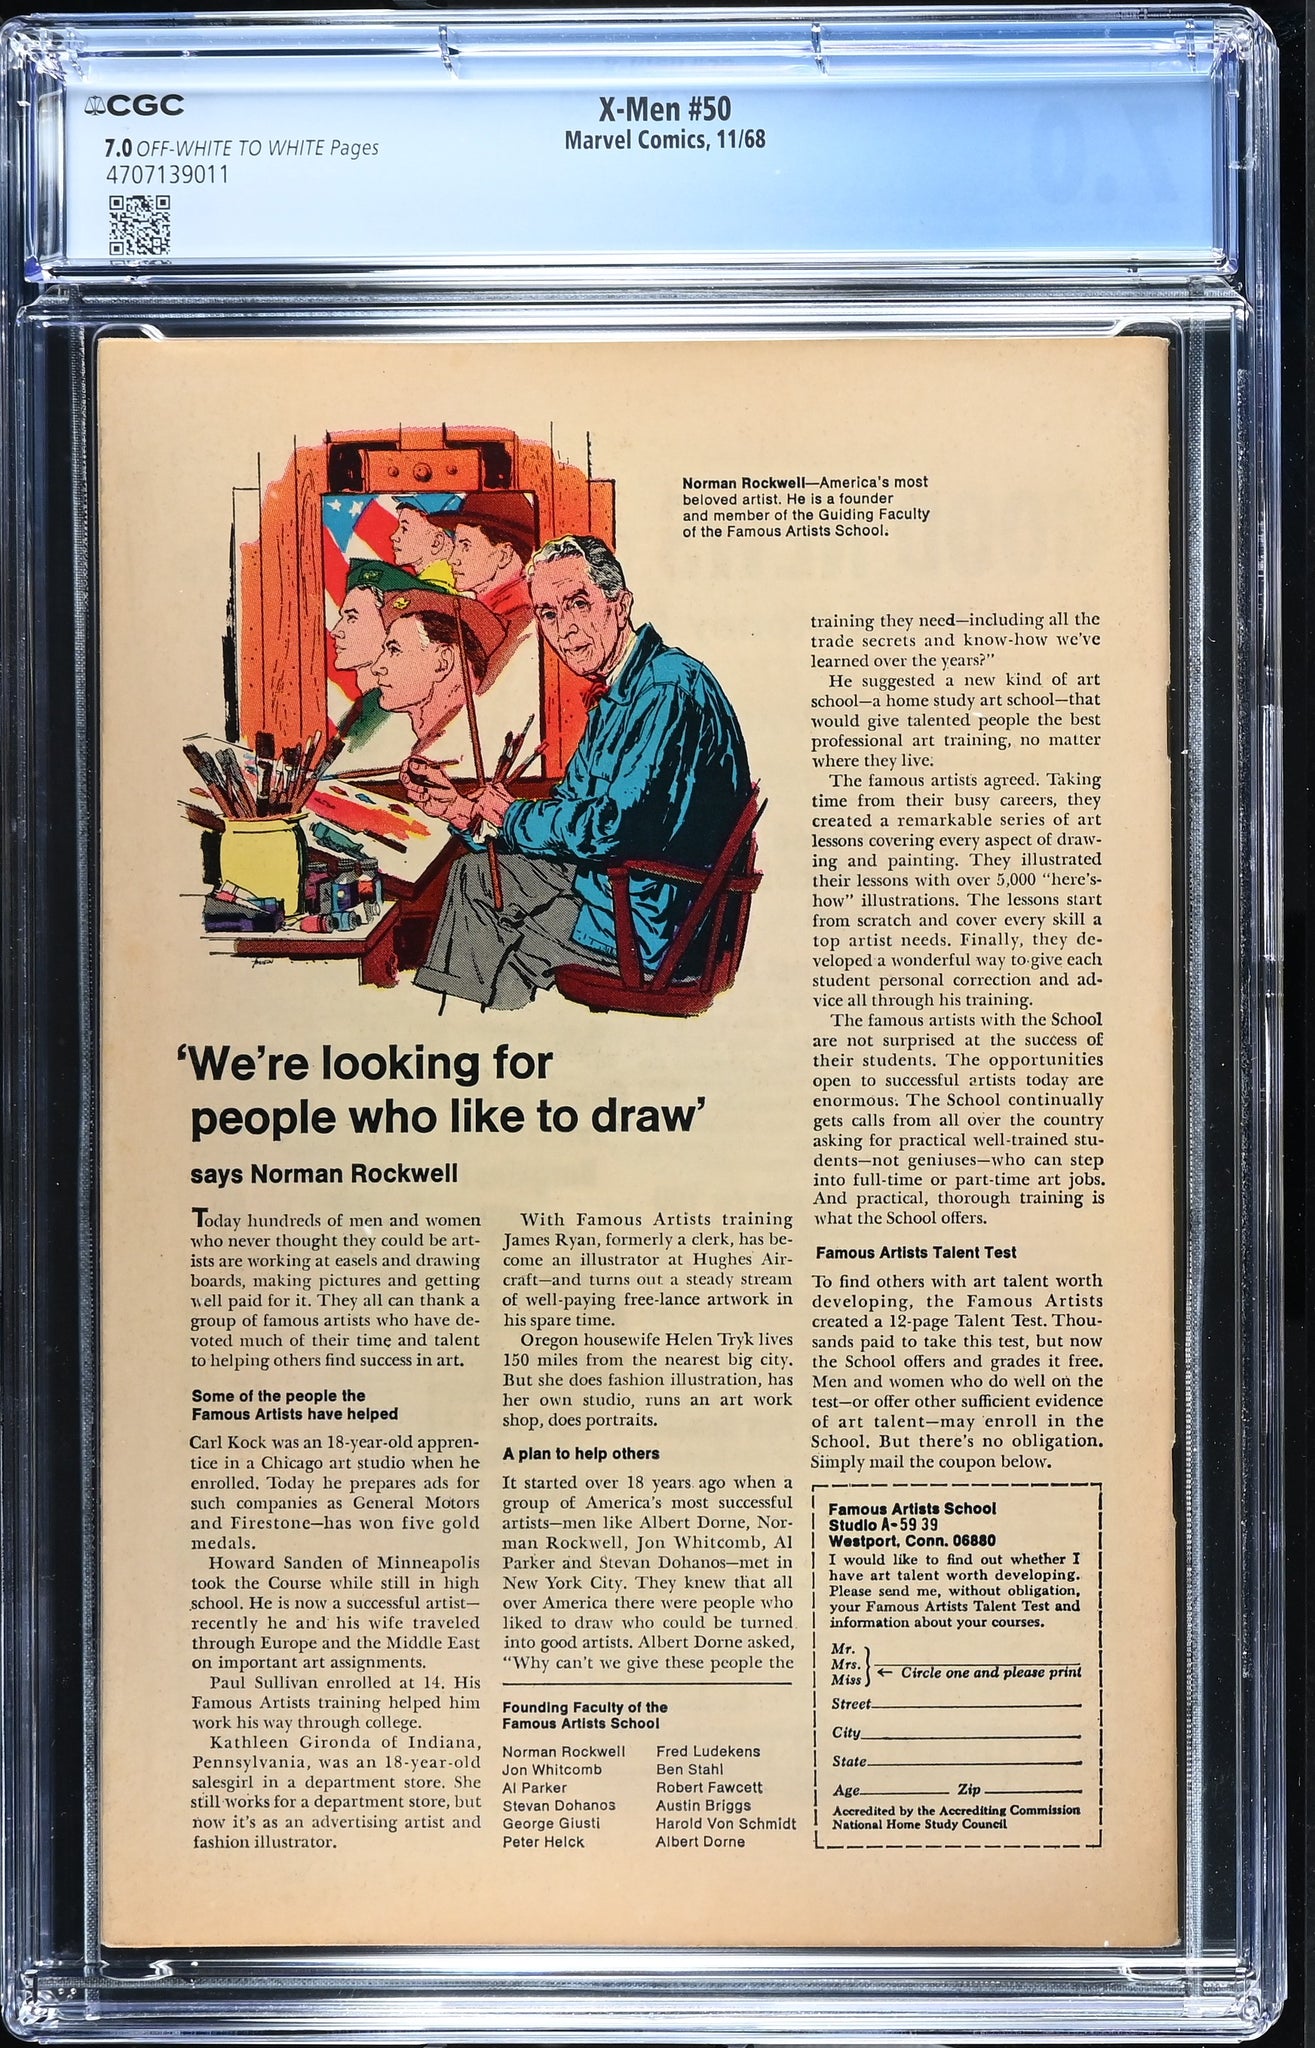 CGC
7.0 OFF-WHITE TO WHITE Pages
4707139011
X-Men #50
Marvel Comics, 11/68
7.0
Norman Rockwell—America's most
beloved artist. He is a founder
and member of the Guiding Faculty
of the Famous Artists School.
'We're looking for
people who like to draw'
says Norman Rockwell
Today hundreds of men and women
who never thought they could be art-
ists are working at easels and drawing
boards, making pictures and getting
well paid for it. They all can thank a
group of famous artists who have de-
voted much of their time and talent
to helping others find success in art.
Some of the people the
Famous Artists have helped
Carl Kock was an 18-year-old appren-
tice in a Chicago art studio when he
enrolled. Today he prepares ads for
such companies as General Motors
and Firestone—has won five gold
medals.
Howard Sanden of Minneapolis
took the Course while still in high
school. He is now a successful artist—
recently he and his wife traveled
through Europe and the Middle East
on important art assignments.
Paul Sullivan enrolled at 14. His
Famous Artists training helped him
work his way through college.
Kathleen Gironda of Indiana,
Pennsylvania, was an 18-year-old
salesgirl in a department store. She
still works for a department store, but
now it's as an advertising artist and
fashion illustrator.
With Famous Artists training
James Ryan, formerly a clerk, has be-
come an illustrator at Hughes Air-
craft—and turns out a steady stream
of well-paying free-lance artwork in
his spare time.
Oregon housewife Helen Tryk lives
150 miles from the nearest big city.
But she does fashion illustration, has
her own studio, runs an art work
shop, does portraits.
A plan to help others
It started over 18 years ago when a
group of America's most successful
artists—men like Albert Dorne, Nor-
man Rockwell, Jon Whitcomb, Al
Parker and Stevan Dohanos—met in
New York City. They knew that all
over America there were people who
liked to draw who could be turned
into good artists. Albert Dorne asked,
"Why can't we give these people the
training they need—including all the
trade secrets and know-how we've
learned over the years?"
He suggested a new kind of art
school—a home study art school—that
would give talented people the best
professional art training, no matter
where they live.
The famous artists agreed. Taking
time from their busy careers, they
created a remarkable series of art
lessons covering every aspect of draw-
ing and painting. They illustrated
their lessons with over 5,000 "here's-
how" illustrations. The lessons start
from scratch and cover every skill a
top artist needs. Finally, they de-
veloped a wonderful way to give each
student personal correction and ad-
vice all through his training.
The famous artists with the School
are not surprised at the success of
their students. The opportunities
open to successful artists today are
enormous. The School continually
gets calls from all over the country
asking for practical well-trained stu-
dents—not geniuses—who can step
into full-time or part-time art jobs.
And practical, thorough training is
what the School offers.
Famous Artists Talent Test
To find others with art talent worth
developing, the Famous Artists
created a 12-page Talent Test. Thou-
sands paid to take this test, but now
the School offers and grades it free.
Men and women who do well on the
test—or offer other sufficient evidence
of art talent—may enroll in the
School. But there's no obligation.
Simply mail the coupon below.
Founding Faculty of the
Famous Artists School
Norman Rockwell
Jon Whitcomb
Al Parker
Stevan Dohanos
George Giusti
Peter Helck
Fred Ludekens
Ben Stahl
Robert Fawcett
Austin Briggs
Harold Von Schmidt
Albert Dorne
Famous Artists School
Studio A-5939
Westport, Conn. 06880
I would like to find out whether I
have art talent worth developing.
Please send me, without obligation,
your Famous Artists Talent Test and
information about your courses.
Mr.
Mrs.
Miss
← Circle one and please print
Street
City
State
Age Zip
Accredited by the Accrediting Commission
National Home Study Council